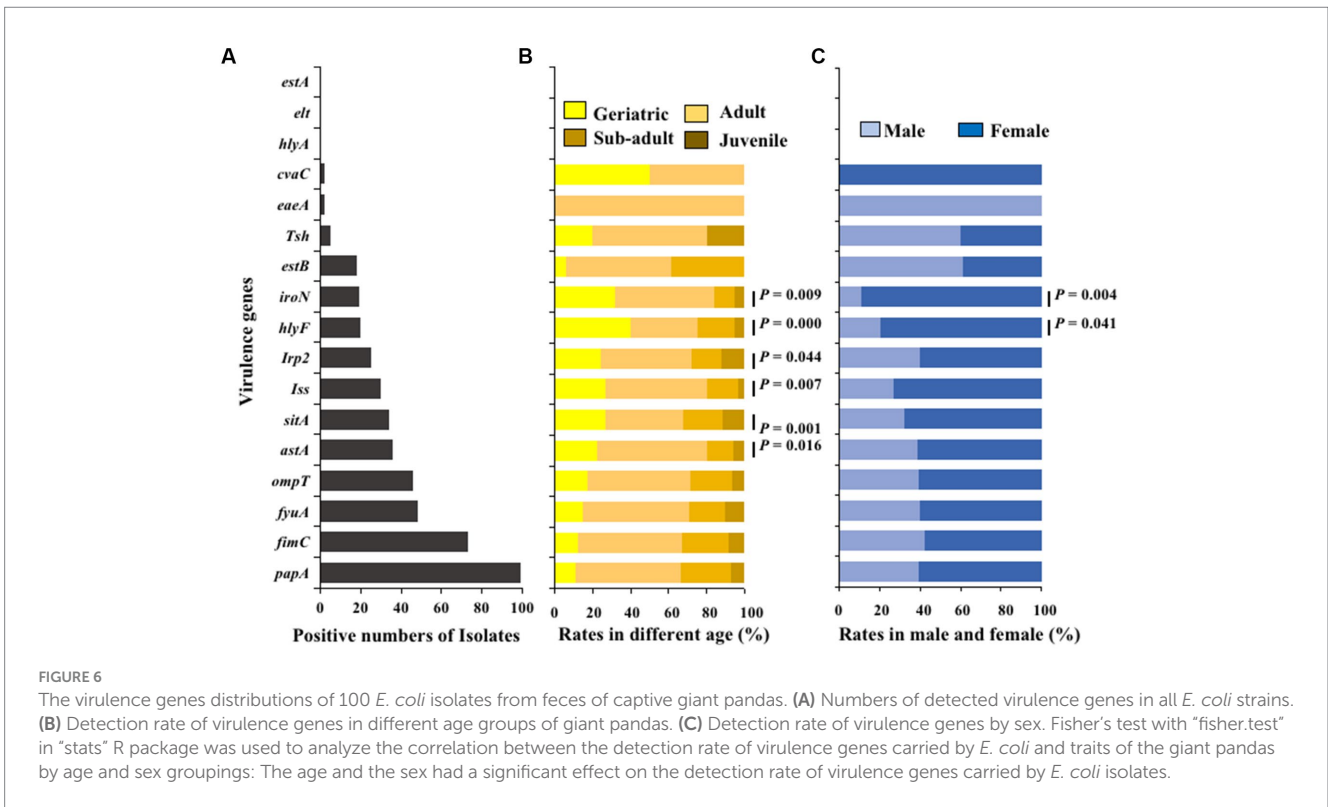 A
B
C
Virulence genes
estA
elt
hlyA
cvaC
eaeA
Tsh
estB
iroN
hlyF
Irp2
Iss
sitA
astA
ompT
fyuA
fimC
papA
0 20 40 60 80 100
Positive numbers of Isolates
Geriatric Adult
Sub-adult Juvenile
P = 0.009
P = 0.000
P = 0.044
P = 0.007
P = 0.001
P = 0.016
0 20 40 60 80 100
Rates in different age (%)
Male Female
P = 0.004
P = 0.041
0 20 40 60 80 100
Rates in male and female (%)
FIGURE 6
The virulence genes distributions of 100 E. coli isolates from feces of captive giant pandas. (A) Numbers of detected virulence genes in all E. coli strains.
(B) Detection rate of virulence genes in different age groups of giant pandas. (C) Detection rate of virulence genes by sex. Fisher's test with "fisher.test"
in "stats" R package was used to analyze the correlation between the detection rate of virulence genes carried by E. coli and traits of the giant pandas
by age and sex groupings: The age and the sex had a significant effect on the detection rate of virulence genes carried by E. coli isolates.